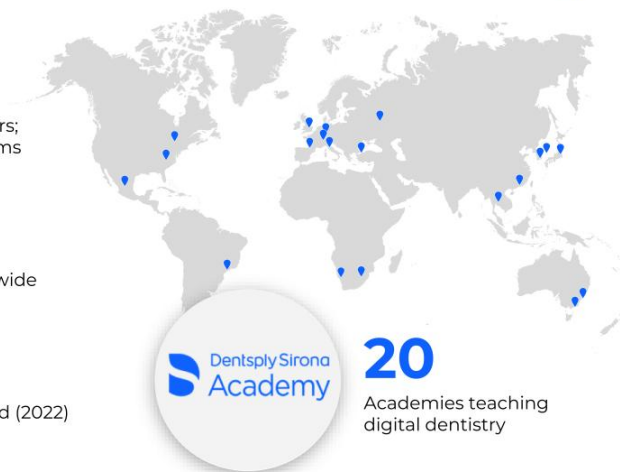 rs;
ms
wide
d (2022)
Dentsply Sirona
Academy
20
Academies teaching
digital dentistry